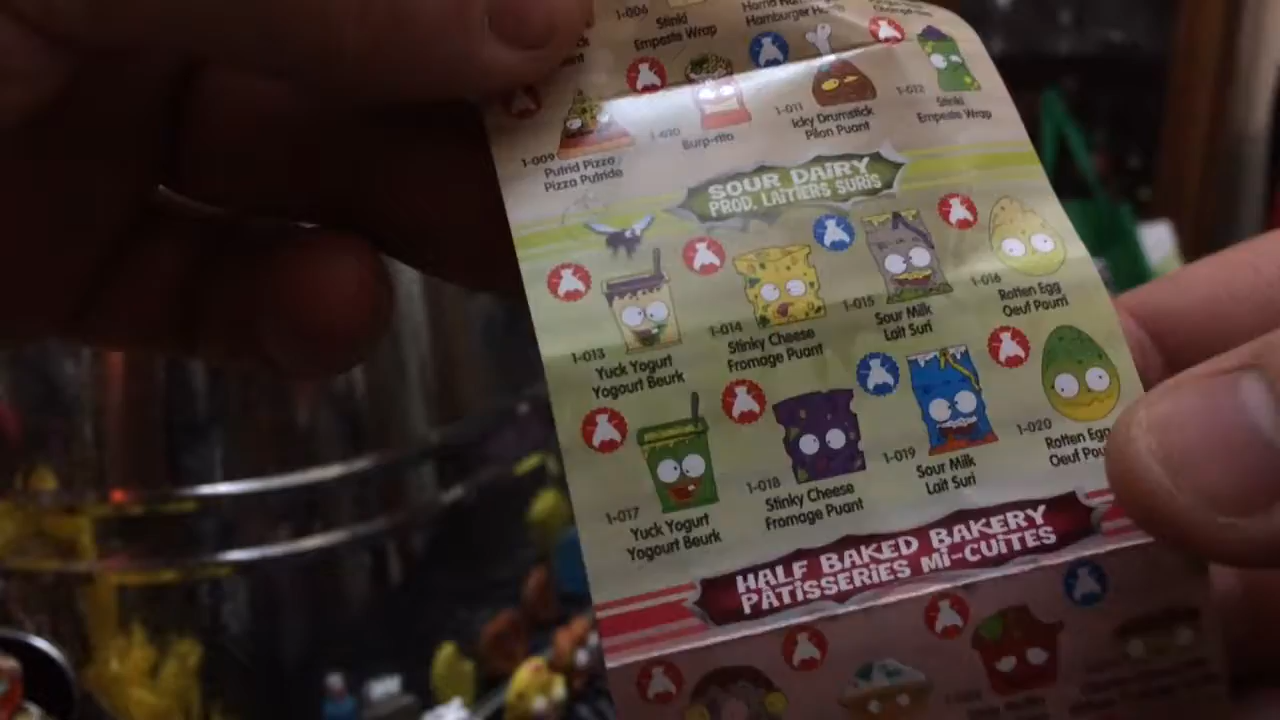 1-006
Stinki
Empeste Wrap
Hamburger
1-009
Putrid Pizza
Pizza Putride
Burp-rito
1-011
Icky Drumstick
Pilon Puant
1-012
Stinki
Empeste Wrap
SOUR DAIRY
PROD. LAITIERS SURIS
1-013
Yuck Yogurt
Yogourt Beurk
1-014
Stinky Cheese
Fromage Puant
1-015
Sour Milk
Lait Suri
1-016
Rotten Egg
Oeuf Pourri
1-017
Yuck Yogurt
Yogourt Beurk
1-018
Stinky Cheese
Fromage Puant
1-019
Sour Milk
Lait Suri
1-020
Rotten Egg
Oeuf
HALF BAKED BAKERY
PÂTISSERIES MI-CUITES